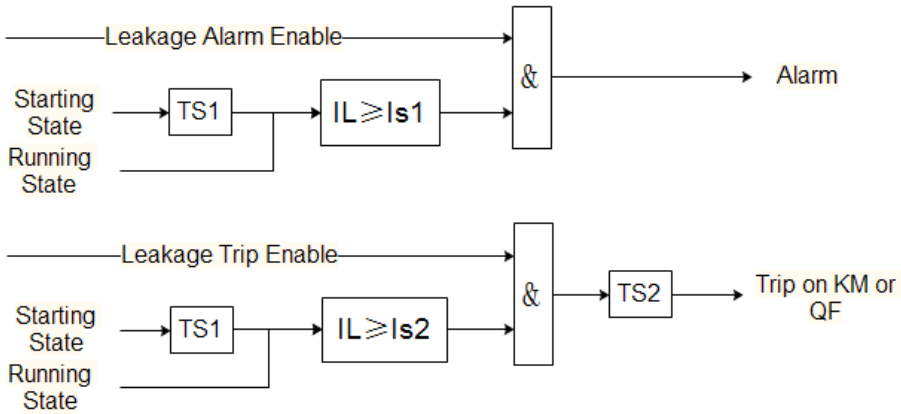 Leakage Alarm Enable
Starting
State
TS1
IL≥Is1
&
Alarm
Running
State
Leakage Trip Enable
Starting
State
TS1
IL≥Is2
&
TS2
Trip on KM or
QF
Running
State